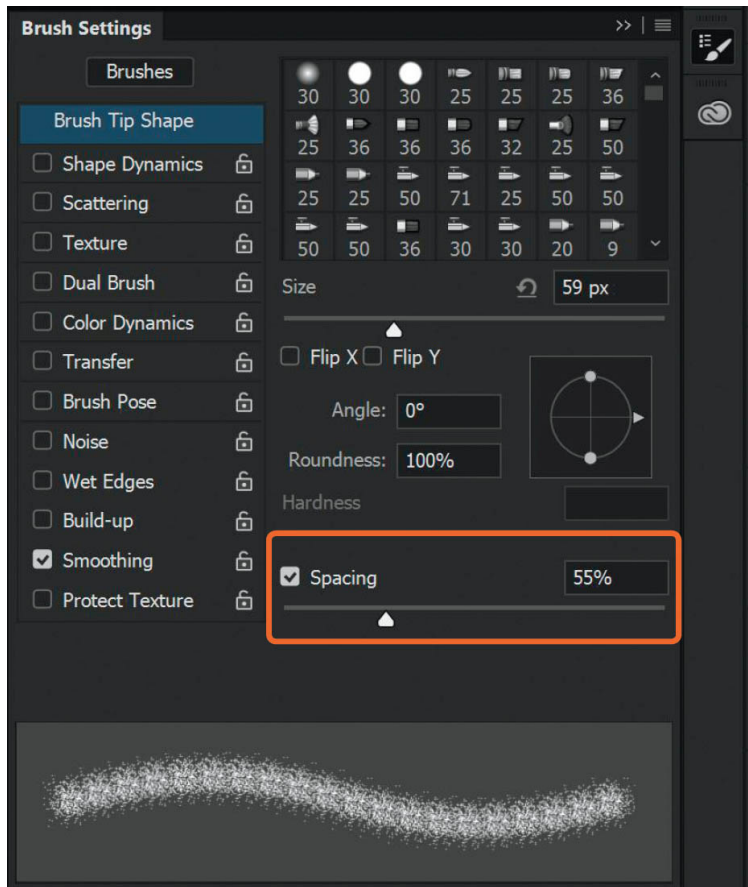 Brush Settings
Brushes
Brush Tip Shape
Shape Dynamics
Scattering
Texture
Dual Brush
Color Dynamics
Transfer
Brush Pose
Noise
Wet Edges
Build-up
Smoothing
Protect Texture
30 30 30 25 25 25 36
25 36 36 36 32 25 50
25 25 50 71 25 50 50
50 50 36 30 30 20 9
Size 59 px
Flip X Flip Y
Angle: 0°
Roundness: 100%
Hardness
Spacing 55%